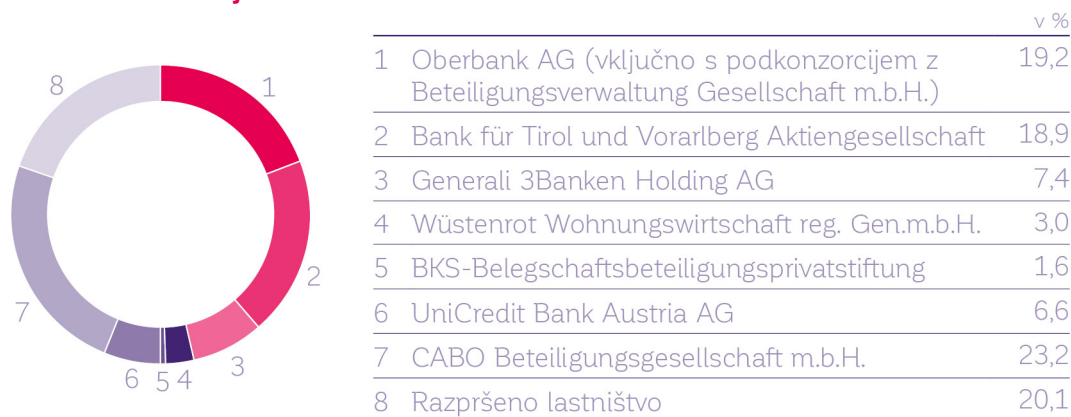 v %
1 Oberbank AG (vključno s podkonzorcijem z 19,2
Beteiligungsverwaltung Gesellschaft m.b.H.)
2 Bank für Tirol und Vorarlberg Aktiengesellschaft 18,9
3 Generali 3Banken Holding AG 7,4
4 Wüstenrot Wohnungswirtschaft reg. Gen.m.b.H. 3,0
5 BKS-Belegschaftsbeteiligungsprivatstiftung 1,6
6 UniCredit Bank Austria AG 6,6
7 CABO Beteiligungsgesellschaft m.b.H. 23,2
8 Razpršeno lastništvo 20,1
8
1
2
7
3
6 5 4